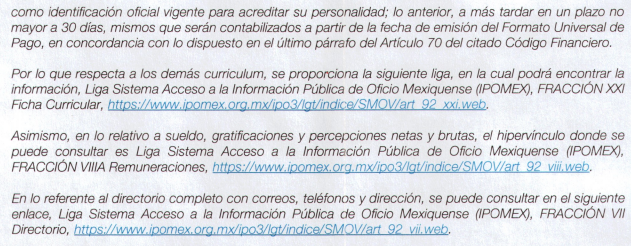 como identificación oficial vigente para acreditar su personalidad; lo anterior, a más tardar en un plazo no
mayor a 30 días, mismos que serán contabilizados a partir de la fecha de emisión del Formato Universal de
Pago, en concordancia con lo dispuesto en el último párrafo del Artículo 70 del citado Código Financiero.
Por lo que respecta a los demás curriculum, se proporciona la siguiente liga, en la cual podrá encontrar la
información, Liga Sistema Acceso a la Información Pública de Oficio Mexiquense (IPOMEX), FRACCIÓN XXI
Ficha Curricular, https://www.ipomex.org.mx/ipo3/lgt/indice/SMOV/art_92_xxi.web.
Asimismo, en lo relativo a sueldo, gratificaciones y percepciones netas y brutas, el hipervínculo donde se
puede consultar es Liga Sistema Acceso a la Información Pública de Oficio Mexiquense (IPOMEX),
FRACCIÓN VIIIA Remuneraciones, https://www.ipomex.org.mx/ipo3/lgt/indice/SMOV/art_92_viii.web.
En lo referente al directorio completo con correos, teléfonos y dirección, se puede consultar en el siguiente
enlace, Liga Sistema Acceso a la Información Pública de Oficio Mexiquense (IPOMEX), FRACCIÓN VII
Directorio, https://www.ipomex.org.mx/ipo3/lgt/indice/SMOV/art_92_vii.web.